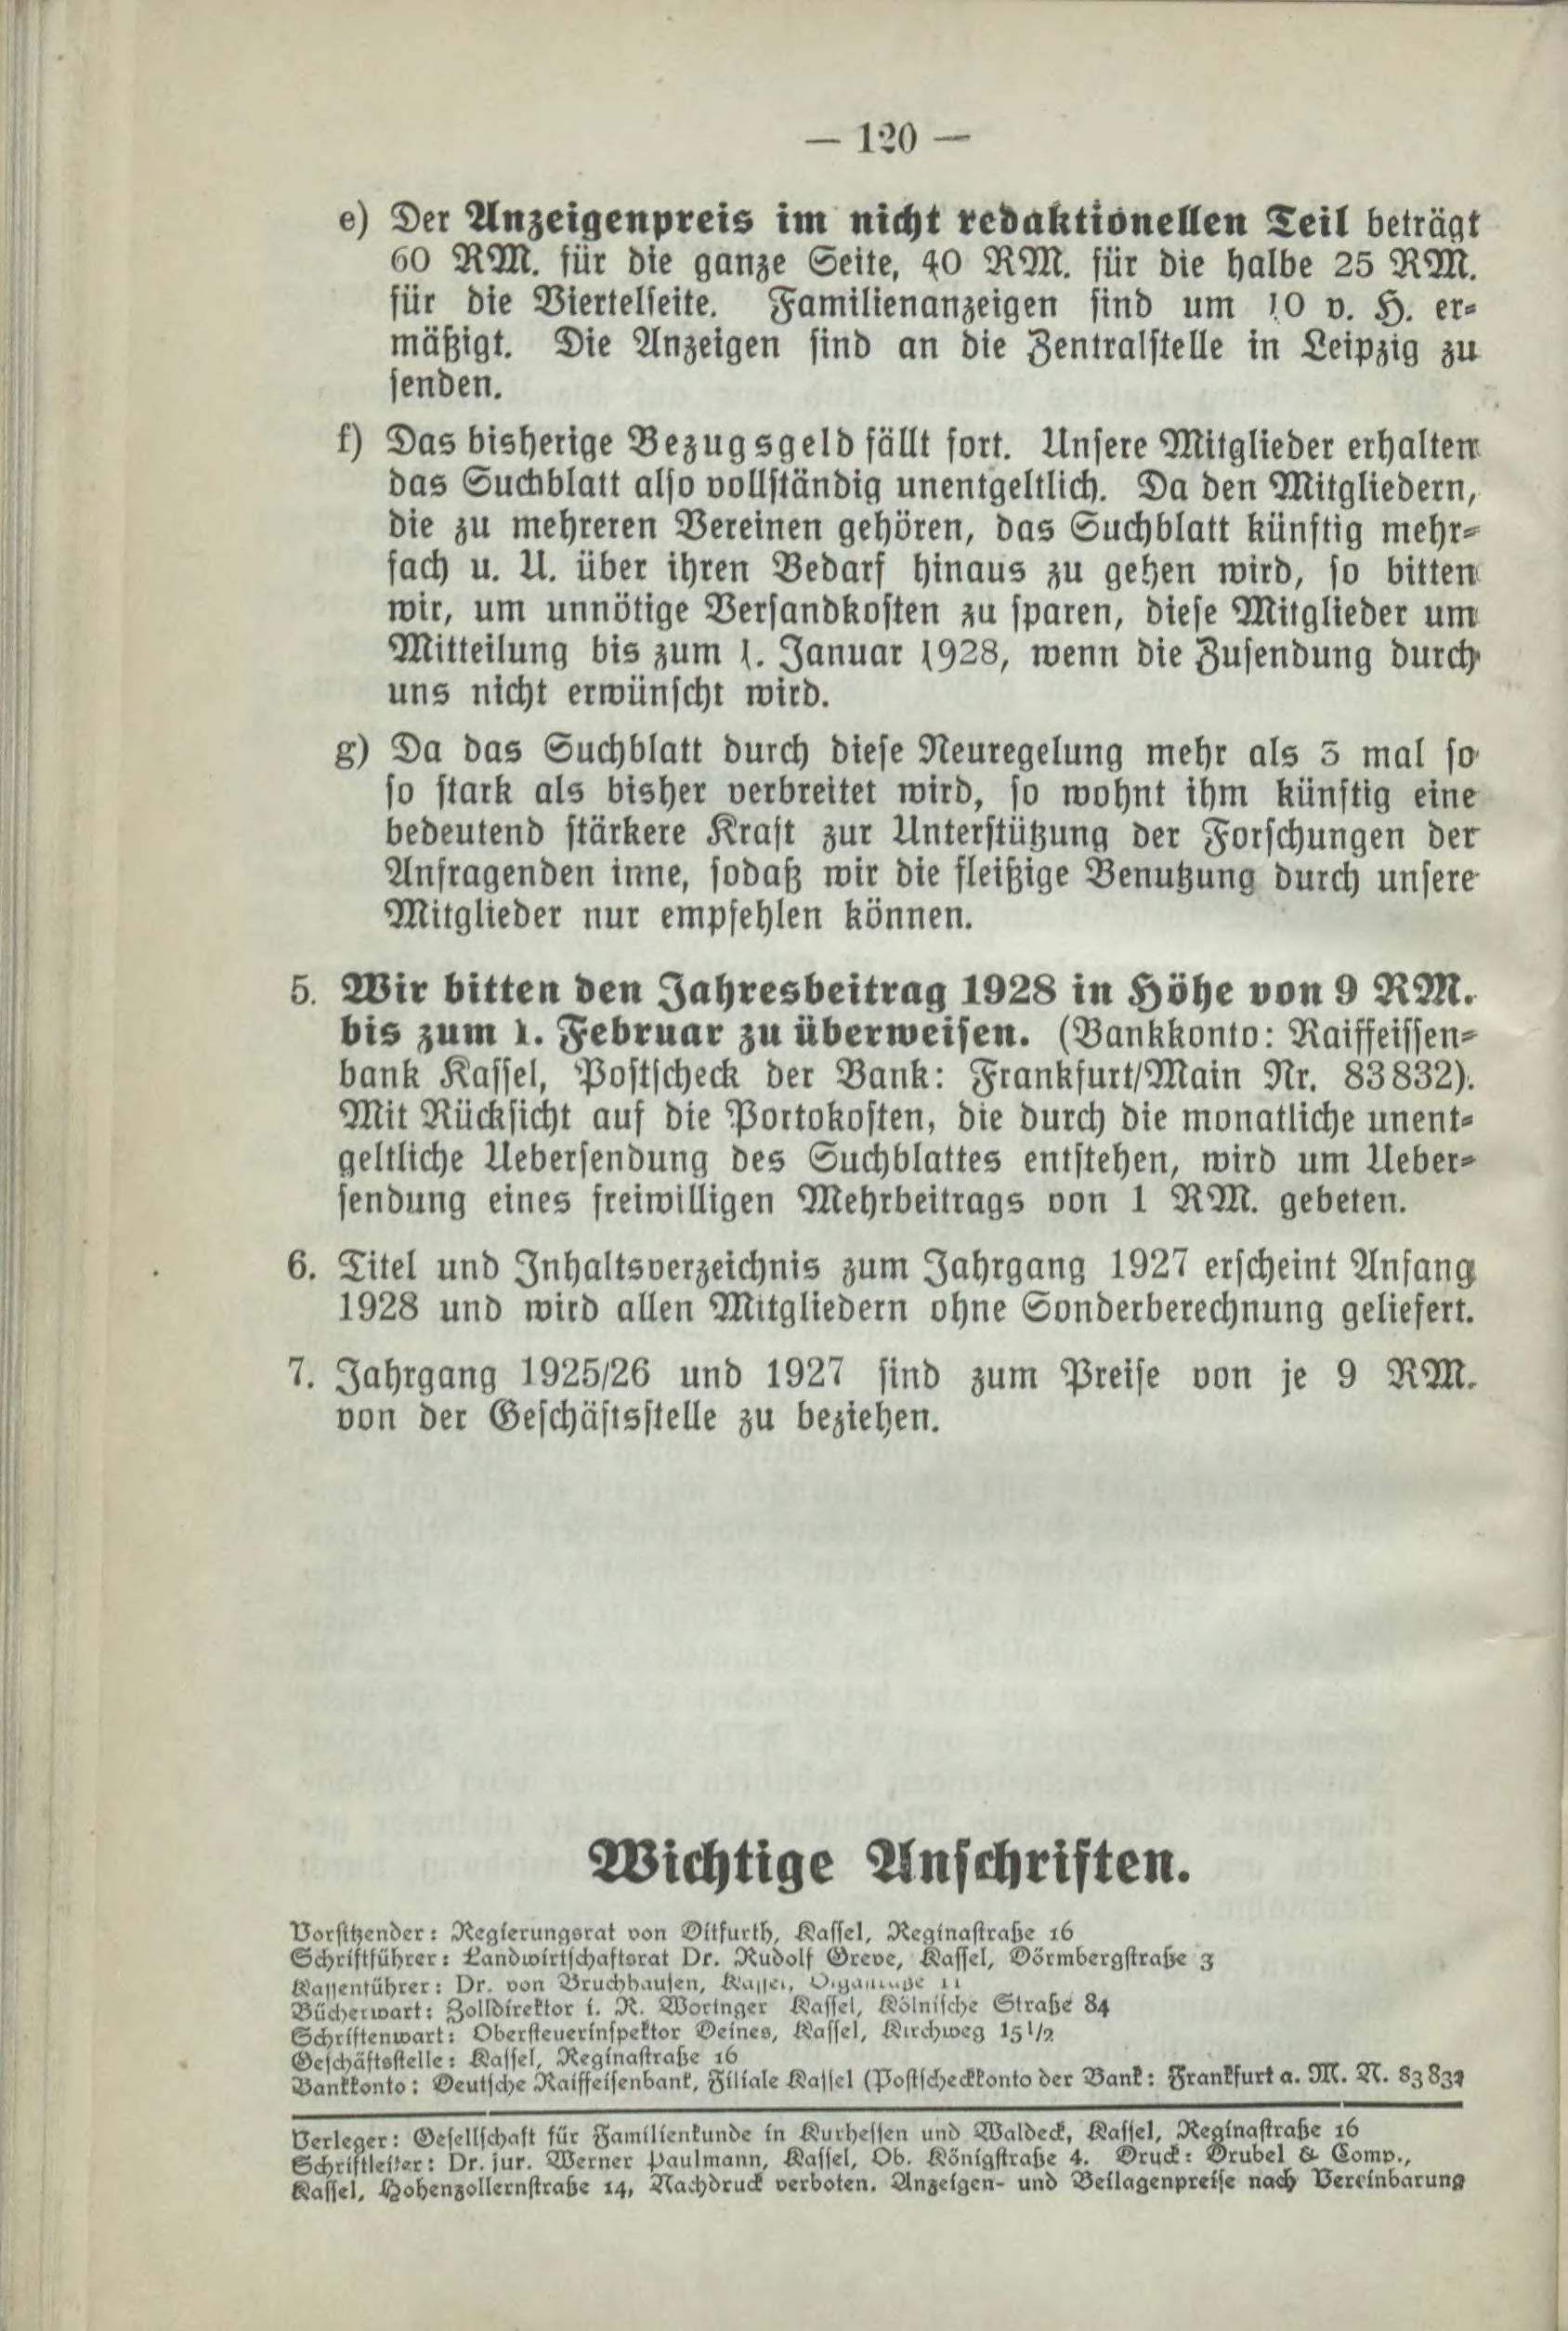 — 120 —
e) Der Anzeigenpreis im nicht redaktionellen Teil beträgt
60 RM. für die ganze Seite, 40 RM. für die halbe 25 RM.
für die Viertelseite. Familienanzeigen sind um 10 v. H. er-
mäßigt. Die Anzeigen sind an die Zentralstelle in Leipzig zu
senden.
f) Das bisherige Bezugsgeld fällt fort. Unsere Mitglieder erhalten
das Suchblatt also vollständig unentgeltlich. Da den Mitgliedern,
die zu mehreren Vereinen gehören, das Suchblatt künftig mehr-
fach u. U. über ihren Bedarf hinaus zu gehen wird, so bitten
wir, um unnötige Versandkosten zu sparen, diese Mitglieder um
Mitteilung bis zum 1. Januar 1928, wenn die Zusendung durch
uns nicht erwünscht wird.
g) Da das Suchblatt durch diese Neuregelung mehr als 3 mal so
so stark als bisher verbreitet wird, so wohnt ihm künftig eine
bedeutend stärkere Kraft zur Unterstützung der Forschungen der
Anfragenden inne, sodaß wir die fleißige Benutzung durch unsere
Mitglieder nur empfehlen können.
5. Wir bitten den Jahresbeitrag 1928 in Höhe von 9 RM.
bis zum 1. Februar zu überweisen. (Bankkonto: Raiffeissen-
bank Kassel, Postscheck der Bank: Frankfurt/Main Nr. 83832).
Mit Rücksicht auf die Portokosten, die durch die monatliche unent-
geltliche Uebersendung des Suchblattes entstehen, wird um Ueber-
sendung eines freiwilligen Mehrbeitrags von 1 RM. gebeten.
6. Titel und Inhaltsverzeichnis zum Jahrgang 1927 erscheint Anfang
1928 und wird allen Mitgliedern ohne Sonderberechnung geliefert.
7. Jahrgang 1925/26 und 1927 sind zum Preise von je 9 RM.
von der Geschäftsstelle zu beziehen.
Wichtige Anschriften.
Vorsitzender: Regierungsrat von Ditfurth, Kassel, Reginastraße 16
Schriftführer: Landwirtschaftsrat Dr. Rudolf Greve, Kassel, Dörmbergstraße 3
Kassenführer: Dr. von Bruchhausen, Kassel, 11
Bücherwart: Zolldirektor i. R. Woringer Kassel, Kölnische Straße 84
Schriftenwart: Obersteuerinspektor Deines, Kassel, Kirchweg 15 1/2
Geschäftsstelle: Kassel, Reginastraße 16
Bankkonto: Deutsche Raiffeisenbank, Filiale Kassel (Postscheckkonto der Bank: Frankfurt a. M. N. 83832
Verleger: Gesellschaft für Familienkunde in Kurhessen und Waldeck, Kassel, Reginastraße 16
Schriftleiter: Dr. jur. Werner Paulmann, Kassel, Ob. Königstraße 4. Druck: Drubel & Comp.,
Kassel, Hohenzollernstraße 14, Nachdruck verboten. Anzeigen- und Beilagenpreise nach Vereinbarung